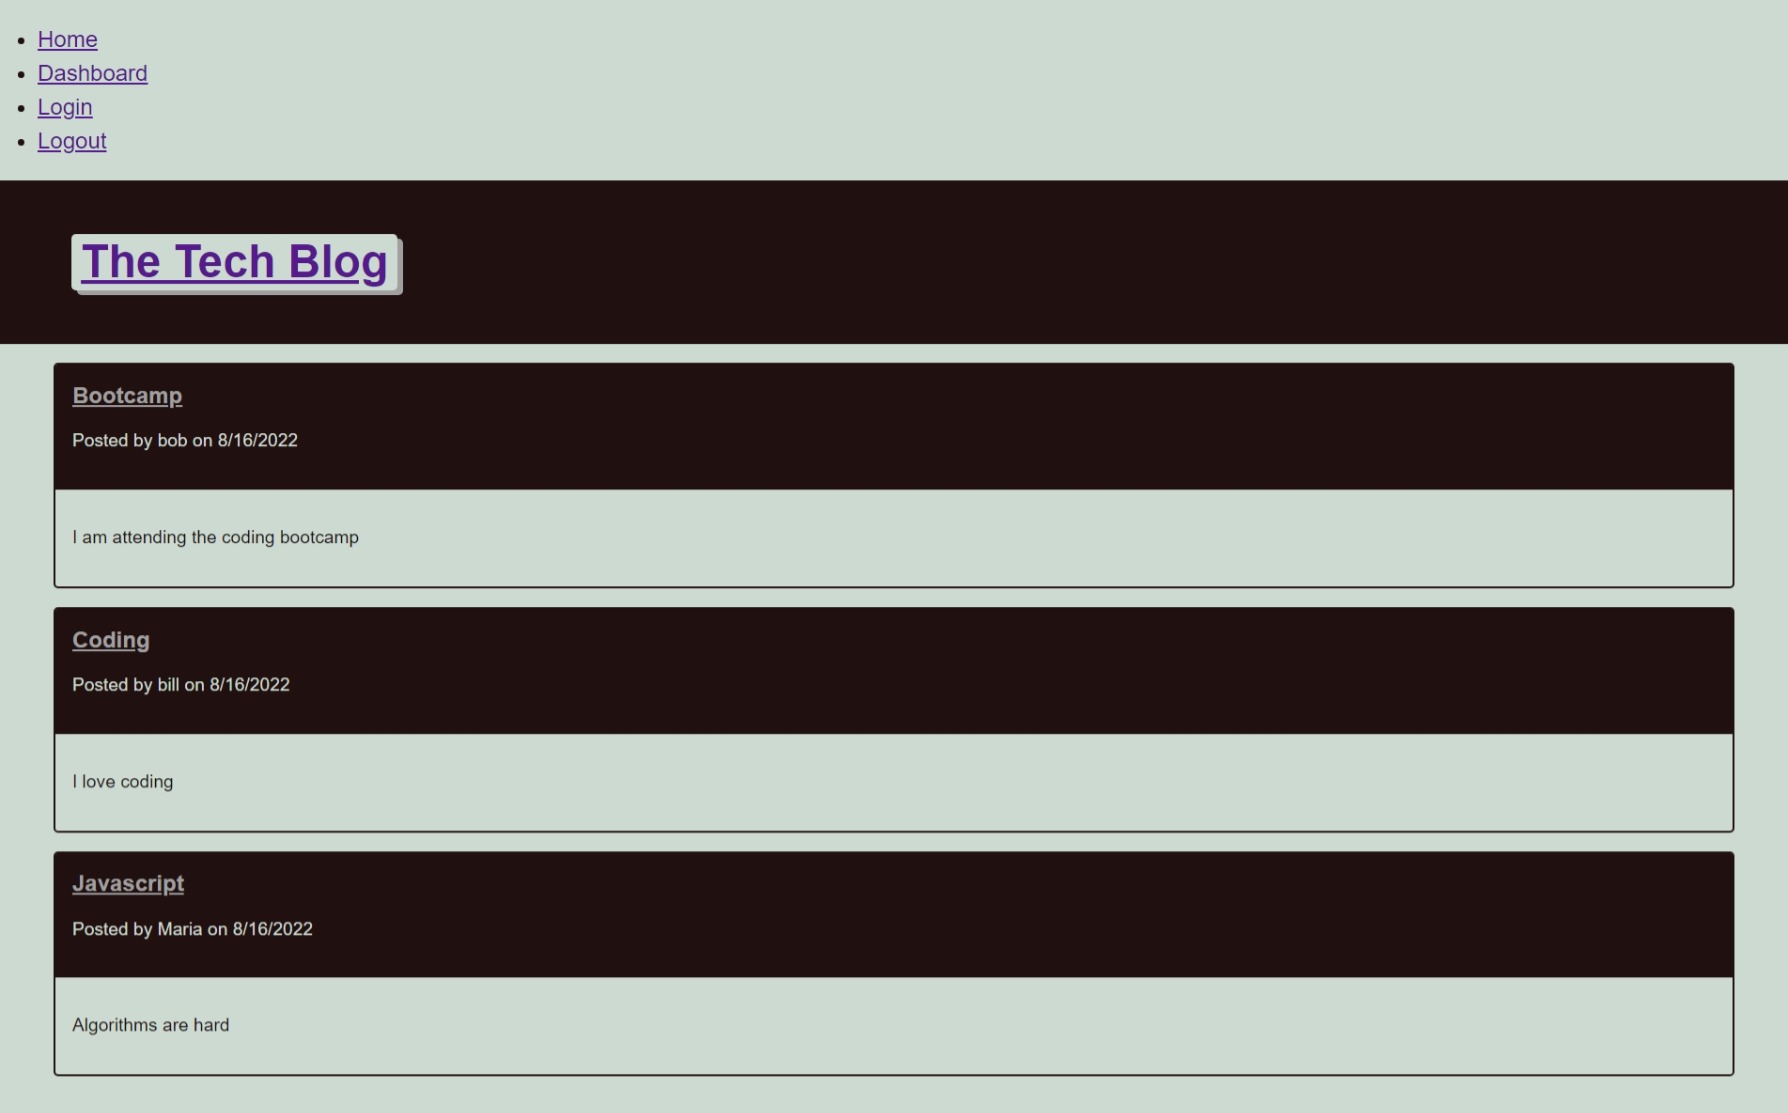 Home
Dashboard
Login
Logout
The Tech Blog
Bootcamp
Posted by bob on 8/16/2022
I am attending the coding bootcamp
Coding
Posted by bill on 8/16/2022
I love coding
Javascript
Posted by Maria on 8/16/2022
Algorithms are hard